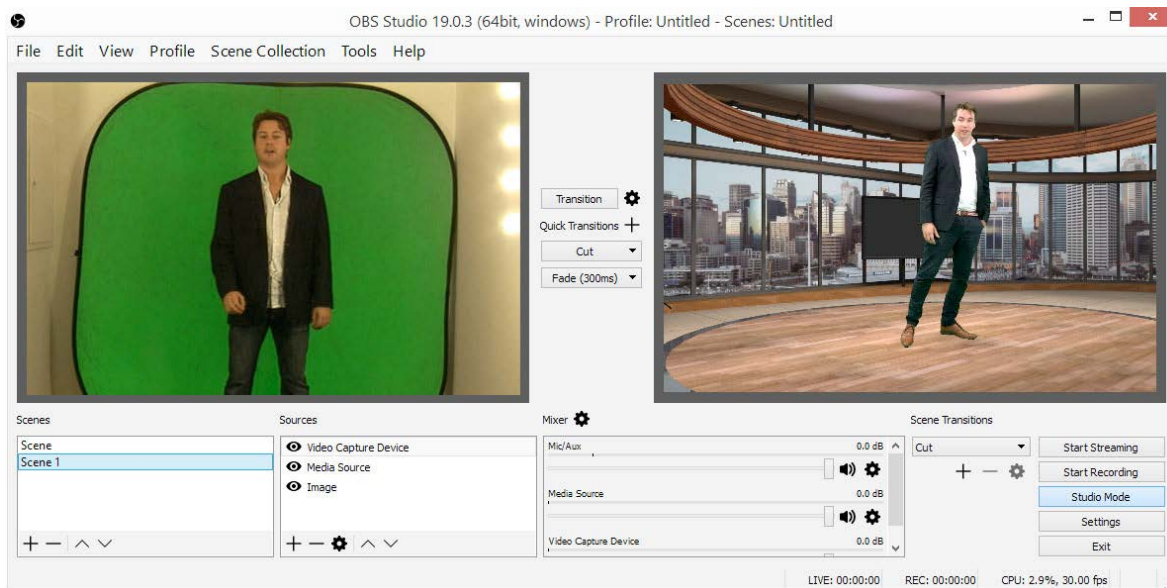 OBS Studio 19.0.3 (64bit, windows) - Profile: Untitled - Scenes: Untitled
File Edit View Profile Scene Collection Tools Help
Transition
Quick Transitions
Cut
Fade (300ms)
Scenes
Scene
Scene 1
Sources
Video Capture Device
Media Source
Image
Mixer
Mic/Aux 0.0 dB
Media Source 0.0 dB
Video Capture Device 0.0 dB
Scene Transitions
Cut
Start Streaming
Start Recording
Studio Mode
Settings
Exit
LIVE: 00:00:00 REC: 00:00:00 CPU: 2.9%, 30.00 fps